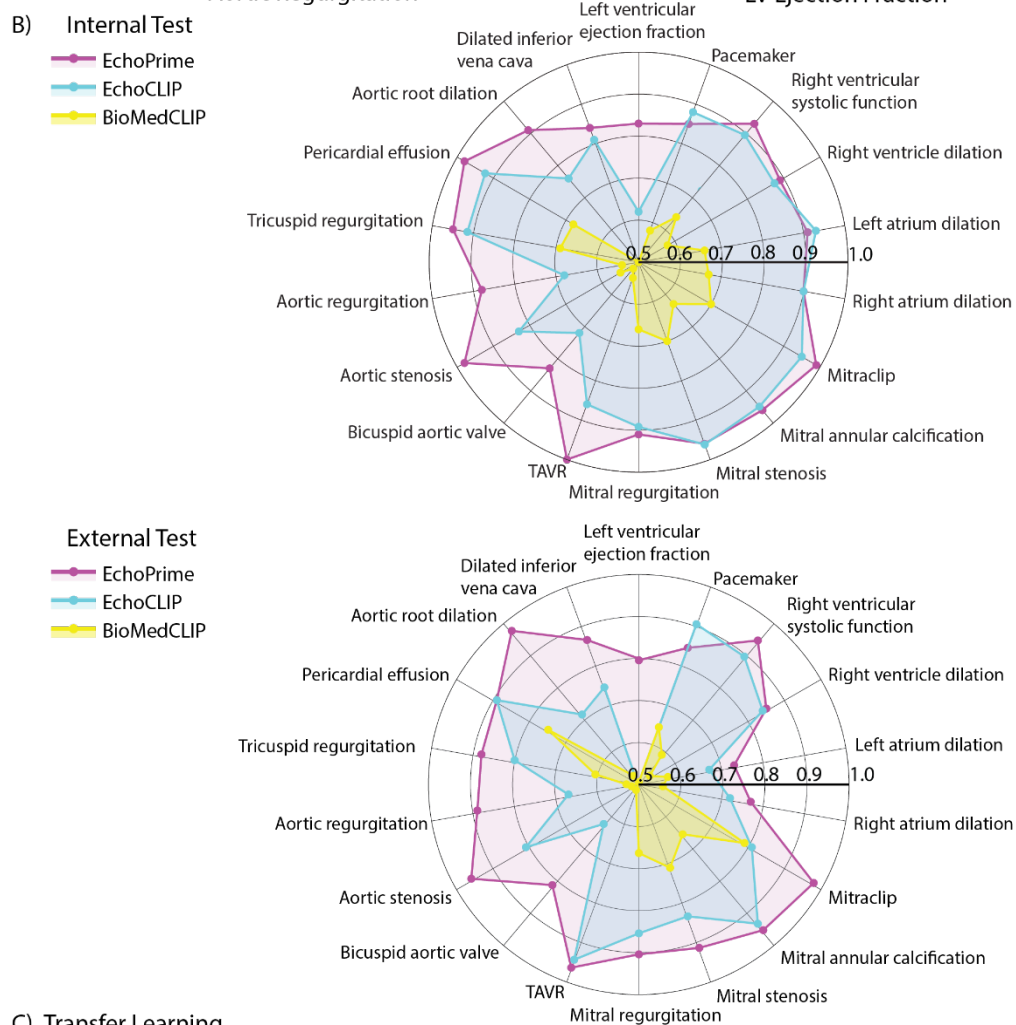 B) Internal Test
EchoPrime
EchoCLIP
BioMedCLIP
Left ventricular
ejection fraction
Pacemaker
Right ventricular
systolic function
Right ventricle dilation
Left atrium dilation
Right atrium dilation
Mitraclip
Mitral annular calcification
Mitral stenosis
Mitral regurgitation
TAVR
Bicuspid aortic valve
Aortic stenosis
Aortic regurgitation
Tricuspid regurgitation
Pericardial effusion
Aortic root dilation
Dilated inferior
vena cava
0.5 0.6 0.7 0.8 0.9 1.0
External Test
EchoPrime
EchoCLIP
BioMedCLIP
Left ventricular
ejection fraction
Pacemaker
Right ventricular
systolic function
Right ventricle dilation
Left atrium dilation
Right atrium dilation
Mitraclip
Mitral annular calcification
Mitral stenosis
Mitral regurgitation
TAVR
Bicuspid aortic valve
Aortic stenosis
Aortic regurgitation
Tricuspid regurgitation
Pericardial effusion
Aortic root dilation
Dilated inferior
vena cava
0.5 0.6 0.7 0.8 0.9 1.0
C) Transfer Learning